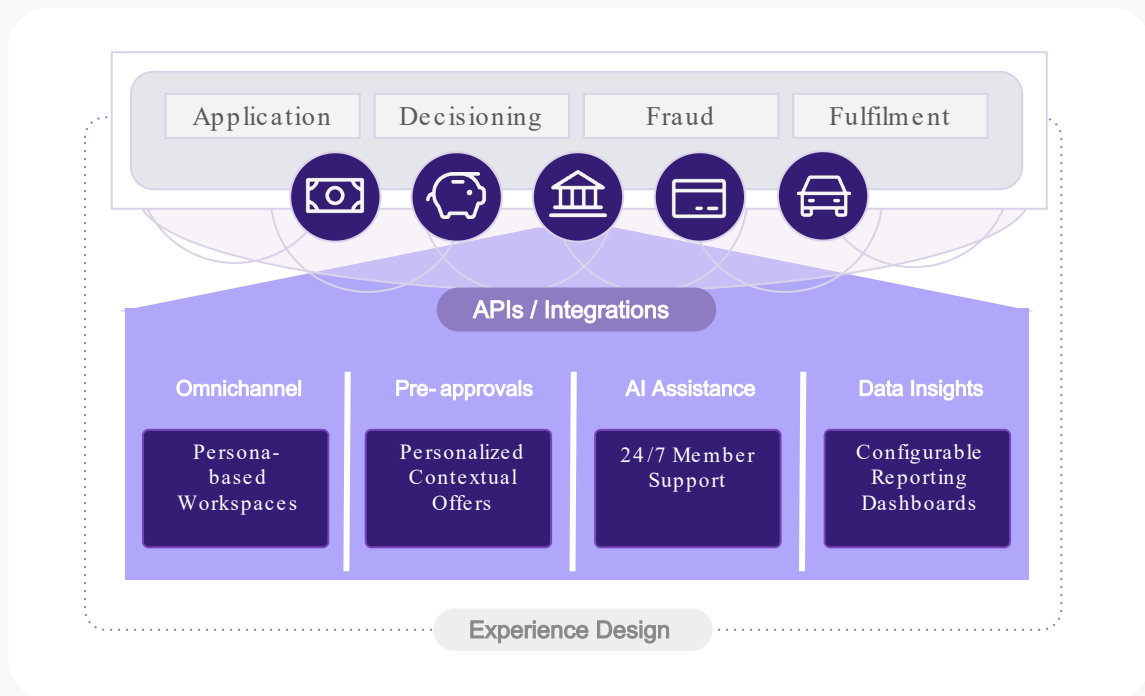 Application
Decisioning
Fraud
Fulfilment
APIs / Integrations
Omnichannel
Pre- approvals
AI Assistance
Data Insights
Persona-
based
Workspaces
Personalized
Contextual
Offers
24/7 Member
Support
Configurable
Reporting
Dashboards
Experience Design